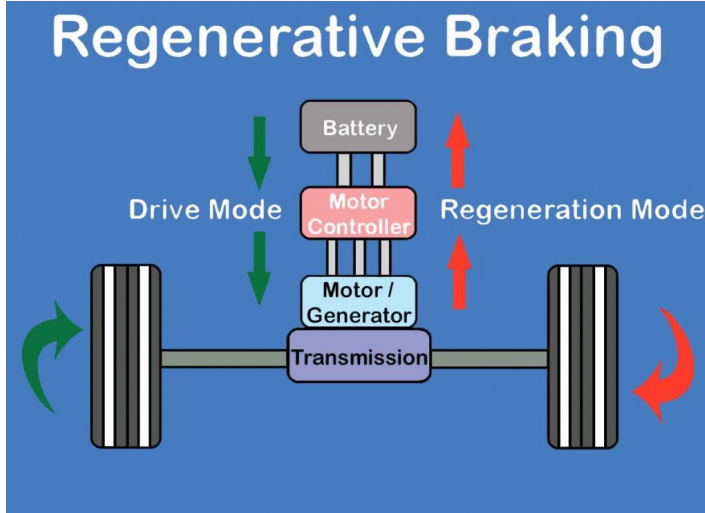 Regenerative Braking
Battery
Drive Mode
Motor
Controller
Regeneration Mode
Motor /
Generator
Transmission